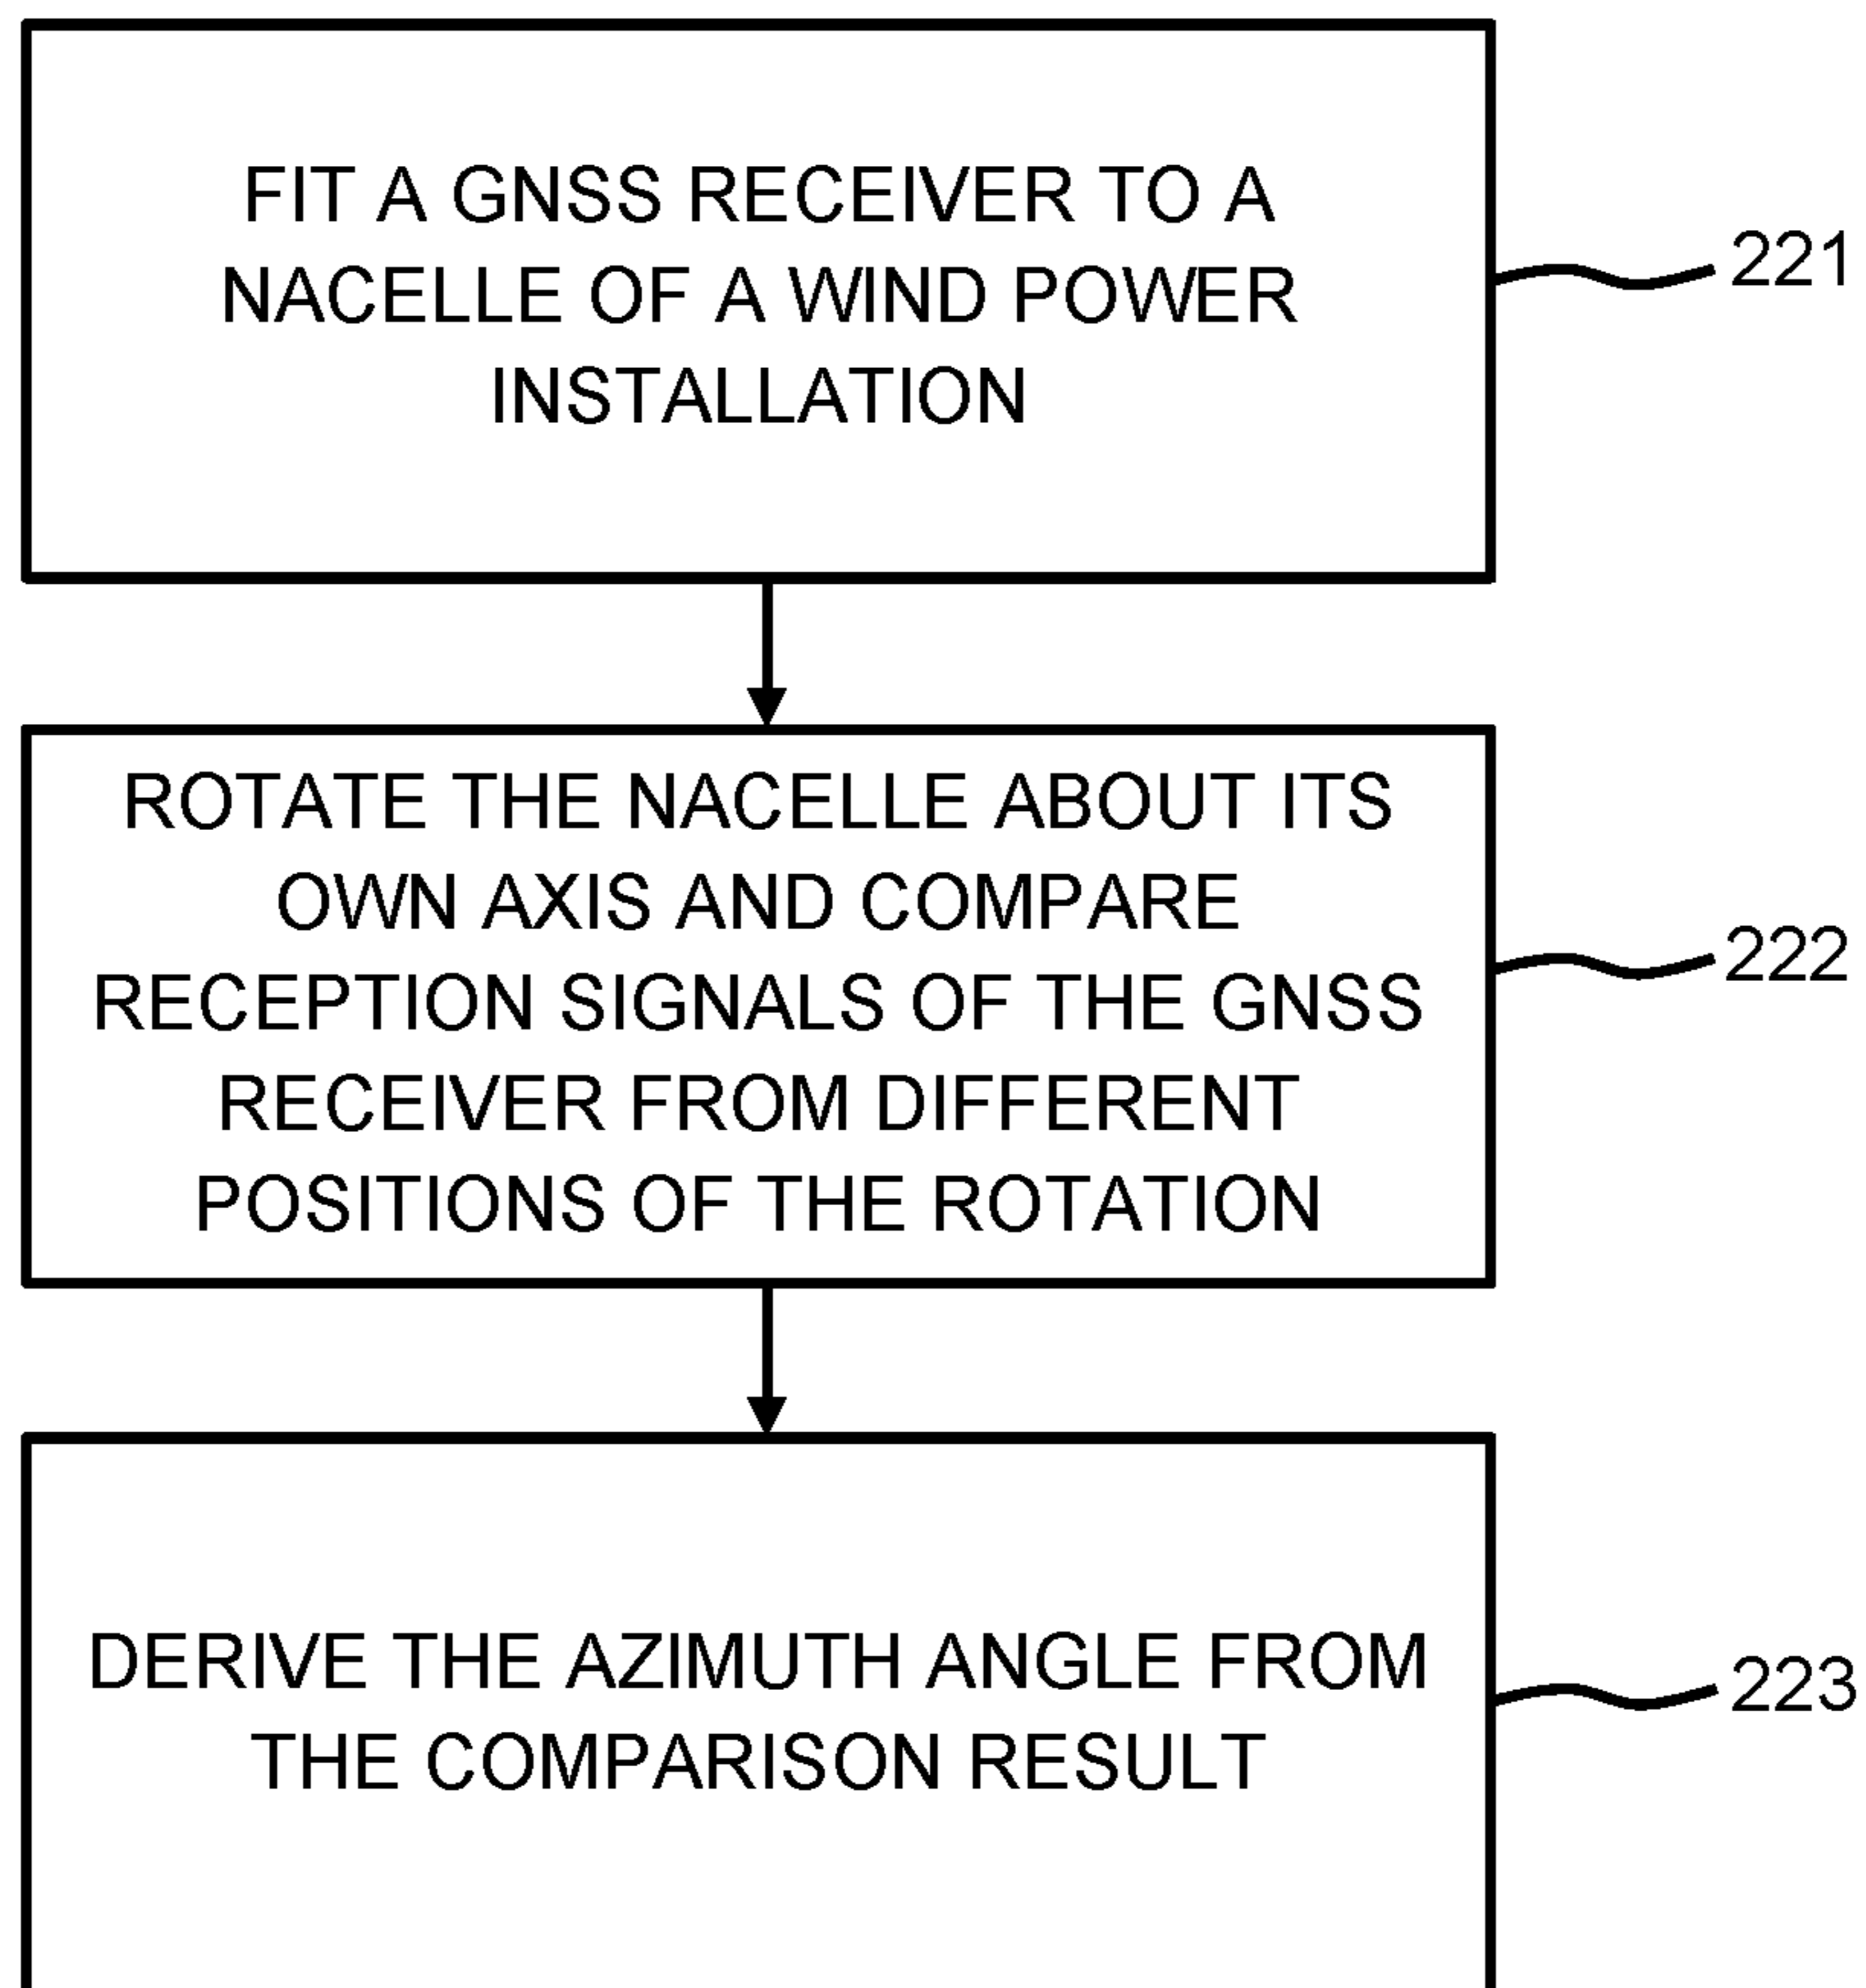 FIT A GNSS RECEIVER TO A
NACELLE OF A WIND POWER
INSTALLATION
221
ROTATE THE NACELLE ABOUT ITS
OWN AXIS AND COMPARE
RECEPTION SIGNALS OF THE GNSS
RECEIVER FROM DIFFERENT
POSITIONS OF THE ROTATION
222
DERIVE THE AZIMUTH ANGLE FROM
THE COMPARISON RESULT
223